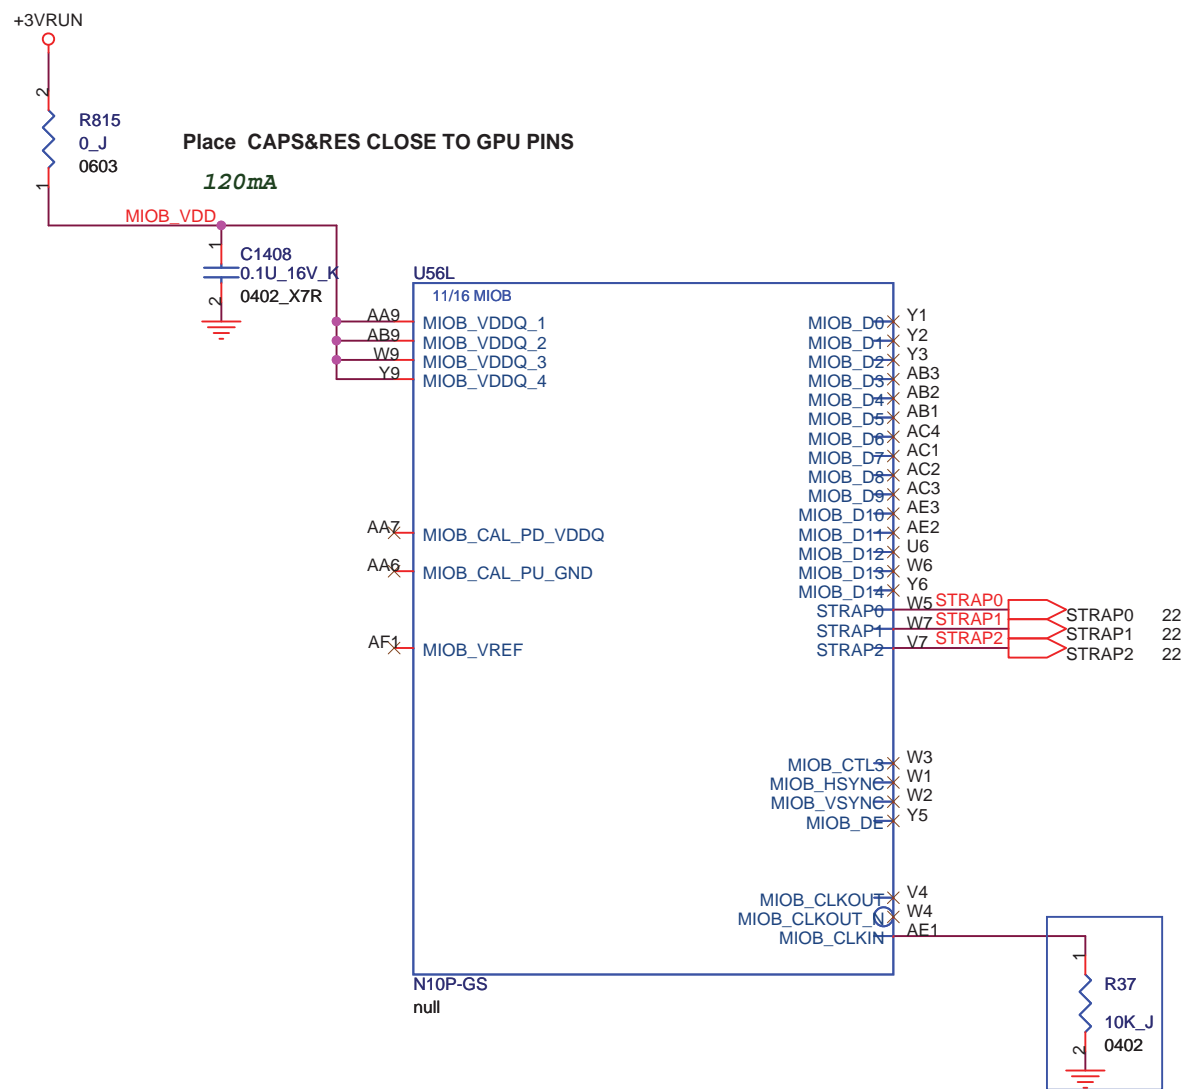 +3VRUN
2
R815
0_J
0603
1
Place CAPS&RES CLOSE TO GPU PINS
120mA
MIOB_VDD
1
C1408
0.1U_16V_K
0402_X7R
2
U56L
11/16 MIOB
AA9 MIOB_VDDQ_1
AB9 MIOB_VDDQ_2
W9 MIOB_VDDQ_3
Y9 MIOB_VDDQ_4
AA7 MIOB_CAL_PD_VDDQ
AA6 MIOB_CAL_PU_GND
AF1 MIOB_VREF
MIOB_D0 Y1
MIOB_D1 Y2
MIOB_D2 Y3
MIOB_D3 AB3
MIOB_D4 AB2
MIOB_D5 AB1
MIOB_D6 AC4
MIOB_D7 AC1
MIOB_D8 AC2
MIOB_D9 AC3
MIOB_D10 AE3
MIOB_D11 AE2
MIOB_D12 U6
MIOB_D13 W6
MIOB_D14 Y6
STRAP0 W5 STRAP0 STRAP0 22
STRAP1 W7 STRAP1 STRAP1 22
STRAP2 V7 STRAP2 STRAP2 22
MIOB_CTL3 W3
MIOB_HSYNC W1
MIOB_VSYNC W2
MIOB_DE Y5
MIOB_CLKOUT V4
MIOB_CLKOUT_N W4
MIOB_CLKIN AE1
N10P-GS
null
1
R37
10K_J
0402
2